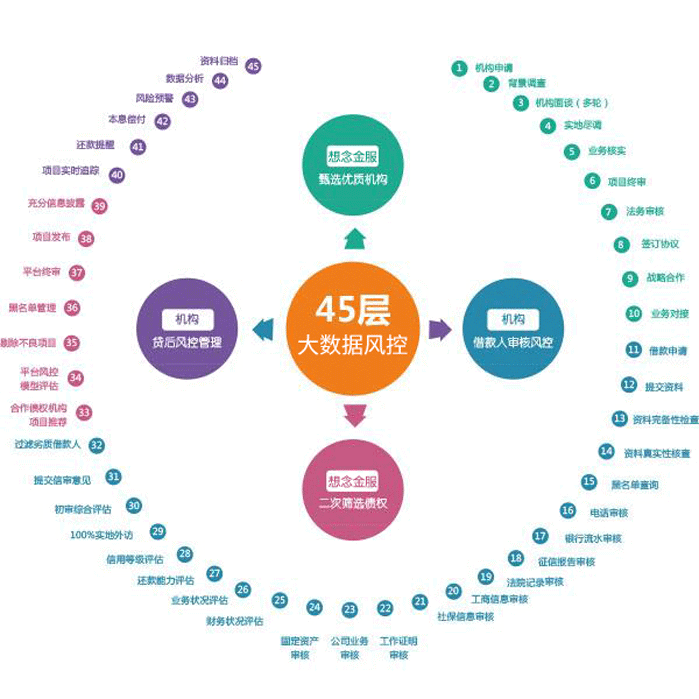 45层
大数据风控
想念金服
甄选优质机构
机构
借款人审核风控
想念金服
二次筛选债权
机构
贷后风控管理
1 机构申请
2 背景调查
3 机构面谈（多轮）
4 实地尽调
5 业务核实
6 项目终审
7 法务审核
8 签订协议
9 战略合作
10 业务对接
11 借款申请
12 提交资料
13 资料完备性检查
14 资料真实性核查
15 黑名单查询
16 电话审核
17 银行流水审核
18 征信报告审核
19 法院记录审核
20 工商信息审核
21 社保信息审核
22 工作证明
审核
23 公司业务
审核
24 固定资产
审核
25 财务状况评估
26 业务状况评估
27 还款能力评估
28 信用等级评估
29 100%实地外访
30 初审综合评估
31 提交信审意见
32 过滤劣质借款人
33 合作债权机构
项目推荐
34 平台风控
模型评估
35 剔除不良项目
36 黑名单管理
37 平台终审
38 项目发布
39 充分信息披露
40 项目实时追踪
41 还款提醒
42 本息偿付
43 风险预警
44 数据分析
45 资料归档